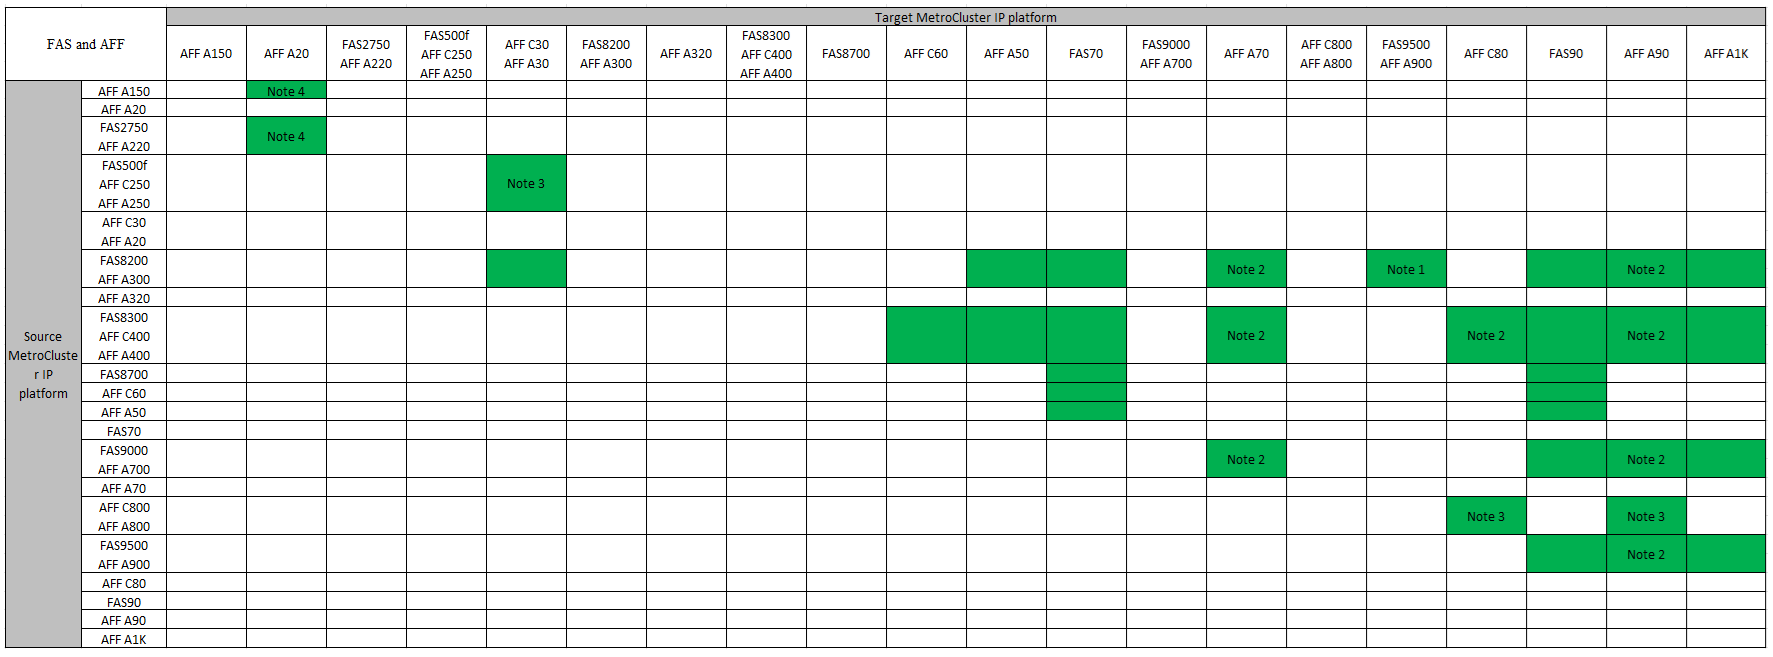 Target MetroCluster IP platform
FAS and AFF
AFF A150
AFF A20
FAS2750
AFF A220
FAS500f
AFF C250
AFF A250
AFF C30
AFF A30
FAS8200
AFF A300
AFF A320
FAS8300
AFF C400
AFF A400
FAS8700
AFF C60
AFF A50
FAS70
FAS9000
AFF A700
AFF A70
AFF C800
AFF A800
FAS9500
AFF A900
AFF C80
FAS90
AFF A90
AFF A1K
Source
MetroCluste
r IP
platform
AFF A150
Note 4
AFF A20
FAS2750
AFF A220
Note 4
FAS500f
AFF C250
AFF A250
Note 3
AFF C30
AFF A20
FAS8200
AFF A300
Note 2
Note 1
Note 2
AFF A320
FAS8300
AFF C400
AFF A400
Note 2
Note 2
Note 2
FAS8700
AFF C60
AFF A50
FAS70
FAS9000
AFF A700
Note 2
Note 2
AFF A70
AFF C800
AFF A800
Note 3
Note 3
FAS9500
AFF A900
Note 2
AFF C80
FAS90
AFF A90
AFF A1K